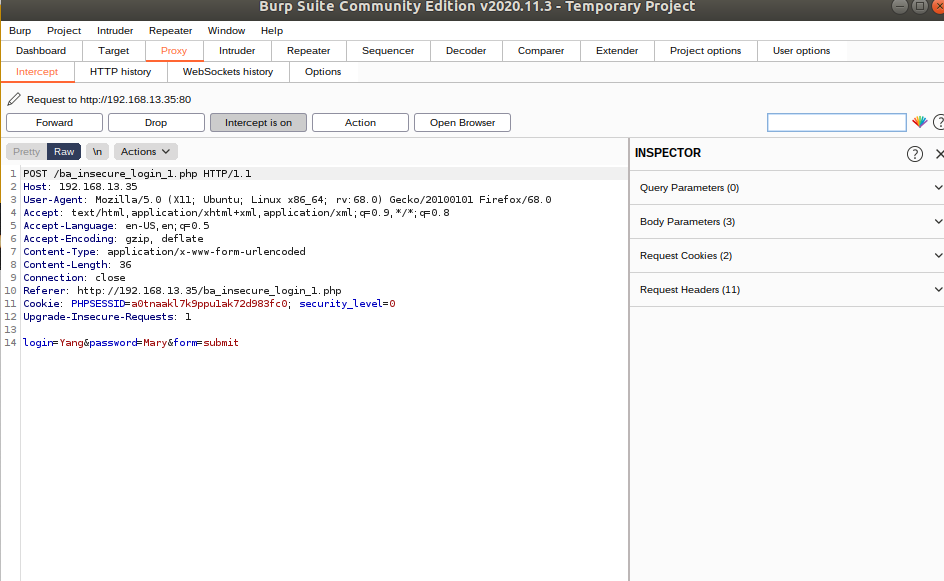 Burp Suite Community Edition v2020.11.3 - Temporary Project
Burp Project Intruder Repeater Window Help
Dashboard Target Proxy Intruder Repeater Sequencer Decoder Comparer Extender Project options User options
Intercept HTTP history WebSockets history Options
Request to http://192.168.13.35:80
Forward Drop Intercept is on Action Open Browser ?
Pretty Raw \n Actions
INSPECTOR ?
1 POST /ba_insecure_login_1.php HTTP/1.1
2 Host: 192.168.13.35
3 User-Agent: Mozilla/5.0 (X11; Ubuntu; Linux x86_64; rv:68.0) Gecko/20100101 Firefox/68.0
4 Accept: text/html,application/xhtml+xml,application/xml;q=0.9,*/*;q=0.8
5 Accept-Language: en-US,en;q=0.5
6 Accept-Encoding: gzip, deflate
7 Content-Type: application/x-www-form-urlencoded
8 Content-Length: 36
9 Connection: close
10 Referer: http://192.168.13.35/ba_insecure_login_1.php
11 Cookie: PHPSESSID=a0tnaakl7k9ppu1ak72d983fc0; security_level=0
12 Upgrade-Insecure-Requests: 1
13
14 login=Yang&password=Mary&form=submit
Query Parameters (0)
Body Parameters (3)
Request Cookies (2)
Request Headers (11)